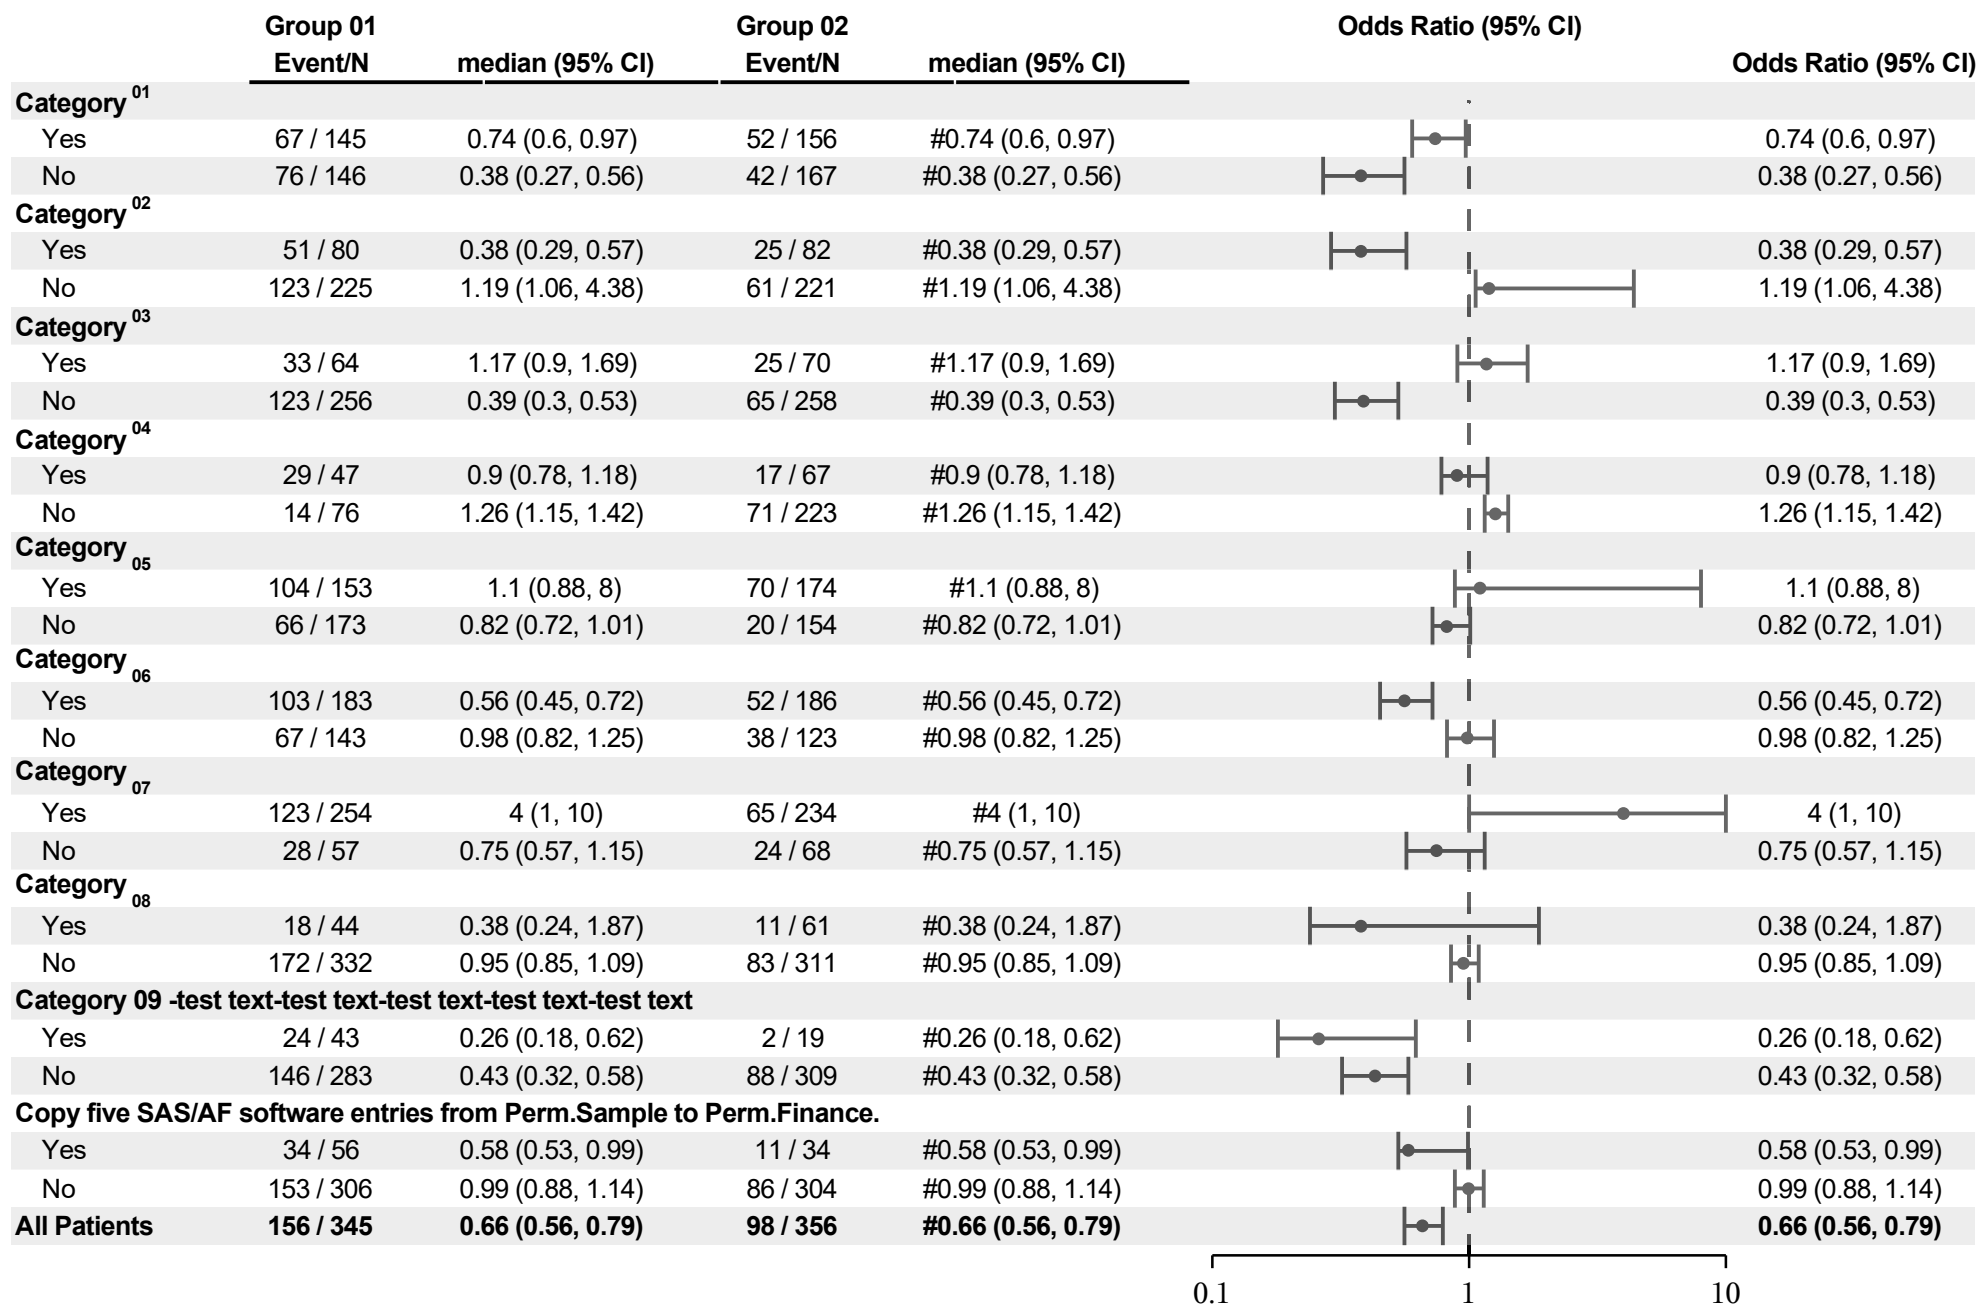 Group 01 Group 02 Odds Ratio (95% CI)
Event/N median (95% CI) Event/N median (95% CI) Odds Ratio (95% CI)
Category 01
Yes 67 / 145 0.74 (0.6, 0.97) 52 / 156 #0.74 (0.6, 0.97) 0.74 (0.6, 0.97)
No 76 / 146 0.38 (0.27, 0.56) 42 / 167 #0.38 (0.27, 0.56) 0.38 (0.27, 0.56)
Category 02
Yes 51 / 80 0.38 (0.29, 0.57) 25 / 82 #0.38 (0.29, 0.57) 0.38 (0.29, 0.57)
No 123 / 225 1.19 (1.06, 4.38) 61 / 221 #1.19 (1.06, 4.38) 1.19 (1.06, 4.38)
Category 03
Yes 33 / 64 1.17 (0.9, 1.69) 25 / 70 #1.17 (0.9, 1.69) 1.17 (0.9, 1.69)
No 123 / 256 0.39 (0.3, 0.53) 65 / 258 #0.39 (0.3, 0.53) 0.39 (0.3, 0.53)
Category 04
Yes 29 / 47 0.9 (0.78, 1.18) 17 / 67 #0.9 (0.78, 1.18) 0.9 (0.78, 1.18)
No 14 / 76 1.26 (1.15, 1.42) 71 / 223 #1.26 (1.15, 1.42) 1.26 (1.15, 1.42)
Category 05
Yes 104 / 153 1.1 (0.88, 8) 70 / 174 #1.1 (0.88, 8) 1.1 (0.88, 8)
No 66 / 173 0.82 (0.72, 1.01) 20 / 154 #0.82 (0.72, 1.01) 0.82 (0.72, 1.01)
Category 06
Yes 103 / 183 0.56 (0.45, 0.72) 52 / 186 #0.56 (0.45, 0.72) 0.56 (0.45, 0.72)
No 67 / 143 0.98 (0.82, 1.25) 38 / 123 #0.98 (0.82, 1.25) 0.98 (0.82, 1.25)
Category 07
Yes 123 / 254 4 (1, 10) 65 / 234 #4 (1, 10) 4 (1, 10)
No 28 / 57 0.75 (0.57, 1.15) 24 / 68 #0.75 (0.57, 1.15) 0.75 (0.57, 1.15)
Category 08
Yes 18 / 44 0.38 (0.24, 1.87) 11 / 61 #0.38 (0.24, 1.87) 0.38 (0.24, 1.87)
No 172 / 332 0.95 (0.85, 1.09) 83 / 311 #0.95 (0.85, 1.09) 0.95 (0.85, 1.09)
Category 09 -test text-test text-test text-test text-test text
Yes 24 / 43 0.26 (0.18, 0.62) 2 / 19 #0.26 (0.18, 0.62) 0.26 (0.18, 0.62)
No 146 / 283 0.43 (0.32, 0.58) 88 / 309 #0.43 (0.32, 0.58) 0.43 (0.32, 0.58)
Copy five SAS/AF software entries from Perm.Sample to Perm.Finance.
Yes 34 / 56 0.58 (0.53, 0.99) 11 / 34 #0.58 (0.53, 0.99) 0.58 (0.53, 0.99)
No 153 / 306 0.99 (0.88, 1.14) 86 / 304 #0.99 (0.88, 1.14) 0.99 (0.88, 1.14)
All Patients 156 / 345 0.66 (0.56, 0.79) 98 / 356 #0.66 (0.56, 0.79) 0.66 (0.56, 0.79)
0.1 1 10